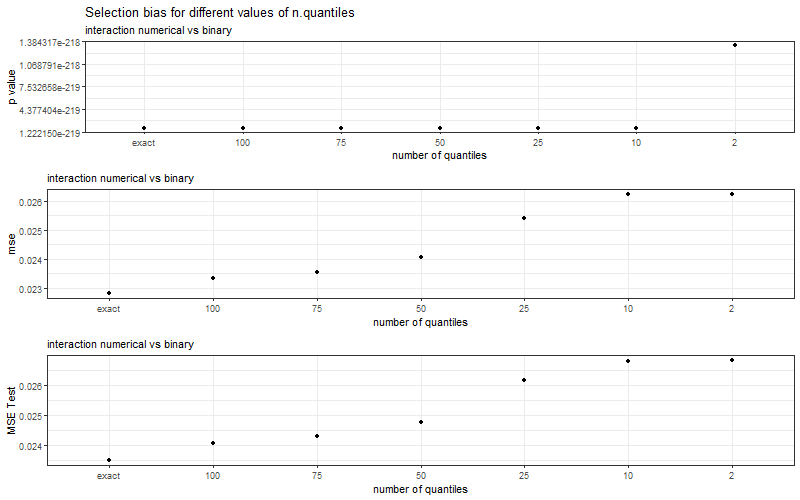 Selection bias for different values of n.quantiles
interaction numerical vs binary
p value
1.384317e-218
1.068791e-218
7.532658e-219
4.377404e-219
1.222150e-219
exact 100 75 50 25 10 2
number of quantiles
interaction numerical vs binary
mse
0.026
0.025
0.024
0.023
exact 100 75 50 25 10 2
number of quantiles
interaction numerical vs binary
MSE Test
0.026
0.025
0.024
exact 100 75 50 25 10 2
number of quantiles